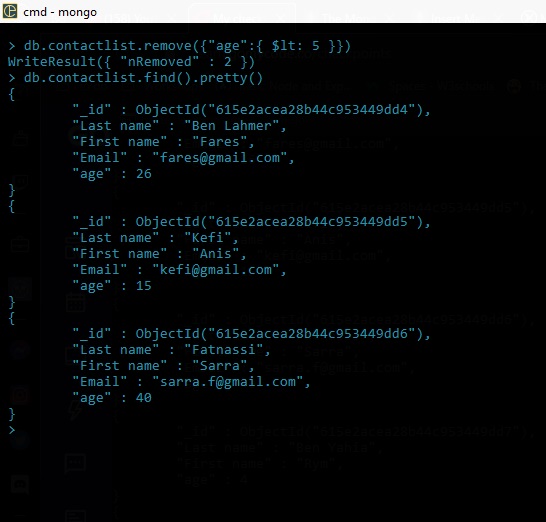 cmd - mongo
> db.contactlist.remove({"age":{ $lt: 5 }})
WriteResult({ "nRemoved" : 2 })
> db.contactlist.find().pretty()
{
"_id" : ObjectId("615e2acea28b44c953449dd4"),
"Last name" : "Ben Lahmer",
"First name" : "Fares",
"Email" : "fares@gmail.com",
"age" : 26
}
{
"_id" : ObjectId("615e2acea28b44c953449dd5"),
"Last name" : "Kefi",
"First name" : "Anis",
"Email" : "kefi@gmail.com",
"age" : 15
}
{
"_id" : ObjectId("615e2acea28b44c953449dd6"),
"Last name" : "Fatnassi",
"First name" : "Sarra",
"Email" : "sarra.f@gmail.com",
"age" : 40
}
>